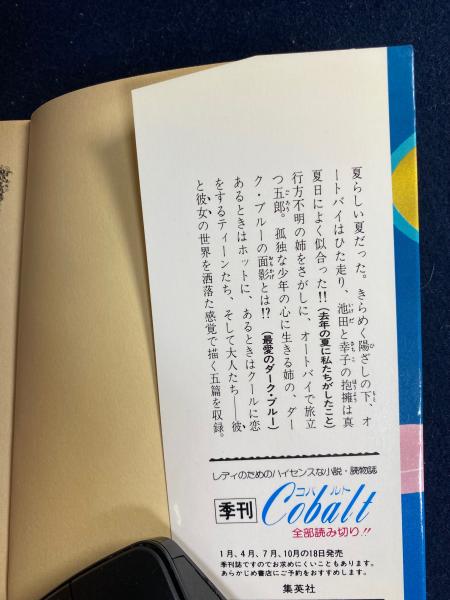 夏らしい夏だった。きらめく陽ざしの下、オ
ートバイはひた走り、池田と幸子の抱擁は真
夏日によく似合った!!(去年の夏に私たちがしたこと)
行方不明の姉をさがしに、オートバイで旅立
つ五郎。孤独な少年の心に生きる姉の、ダー
ク・ブルーの面影とは!?(最愛のダーク・ブルー)
あるときはホットに、あるときはクールに恋
をするティーンたち、そして大人たち——彼
と彼女の世界を洒落た感覚で描く五篇を収録。
レディのためのハイセンスな小説・読物誌
季刊
コバルト
Cobalt
全部読み切り!!
1月、4月、7月、10月の18日発売
季刊誌ですのでお求めにくいこともあります。
あらかじめ書店にご予約をおすすめします。
集英社